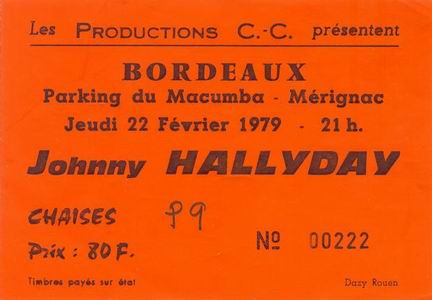 Les PRODUCTIONS C.-C. présentent
BORDEAUX
Parking du Macumba - Mérignac
Jeudi 22 Février 1979 - 21 h.
Johnny HALLYDAY
CHAISES P9
Prix : 80 F.
Nº 00222
Timbres payés sur état
Dazy Rouen